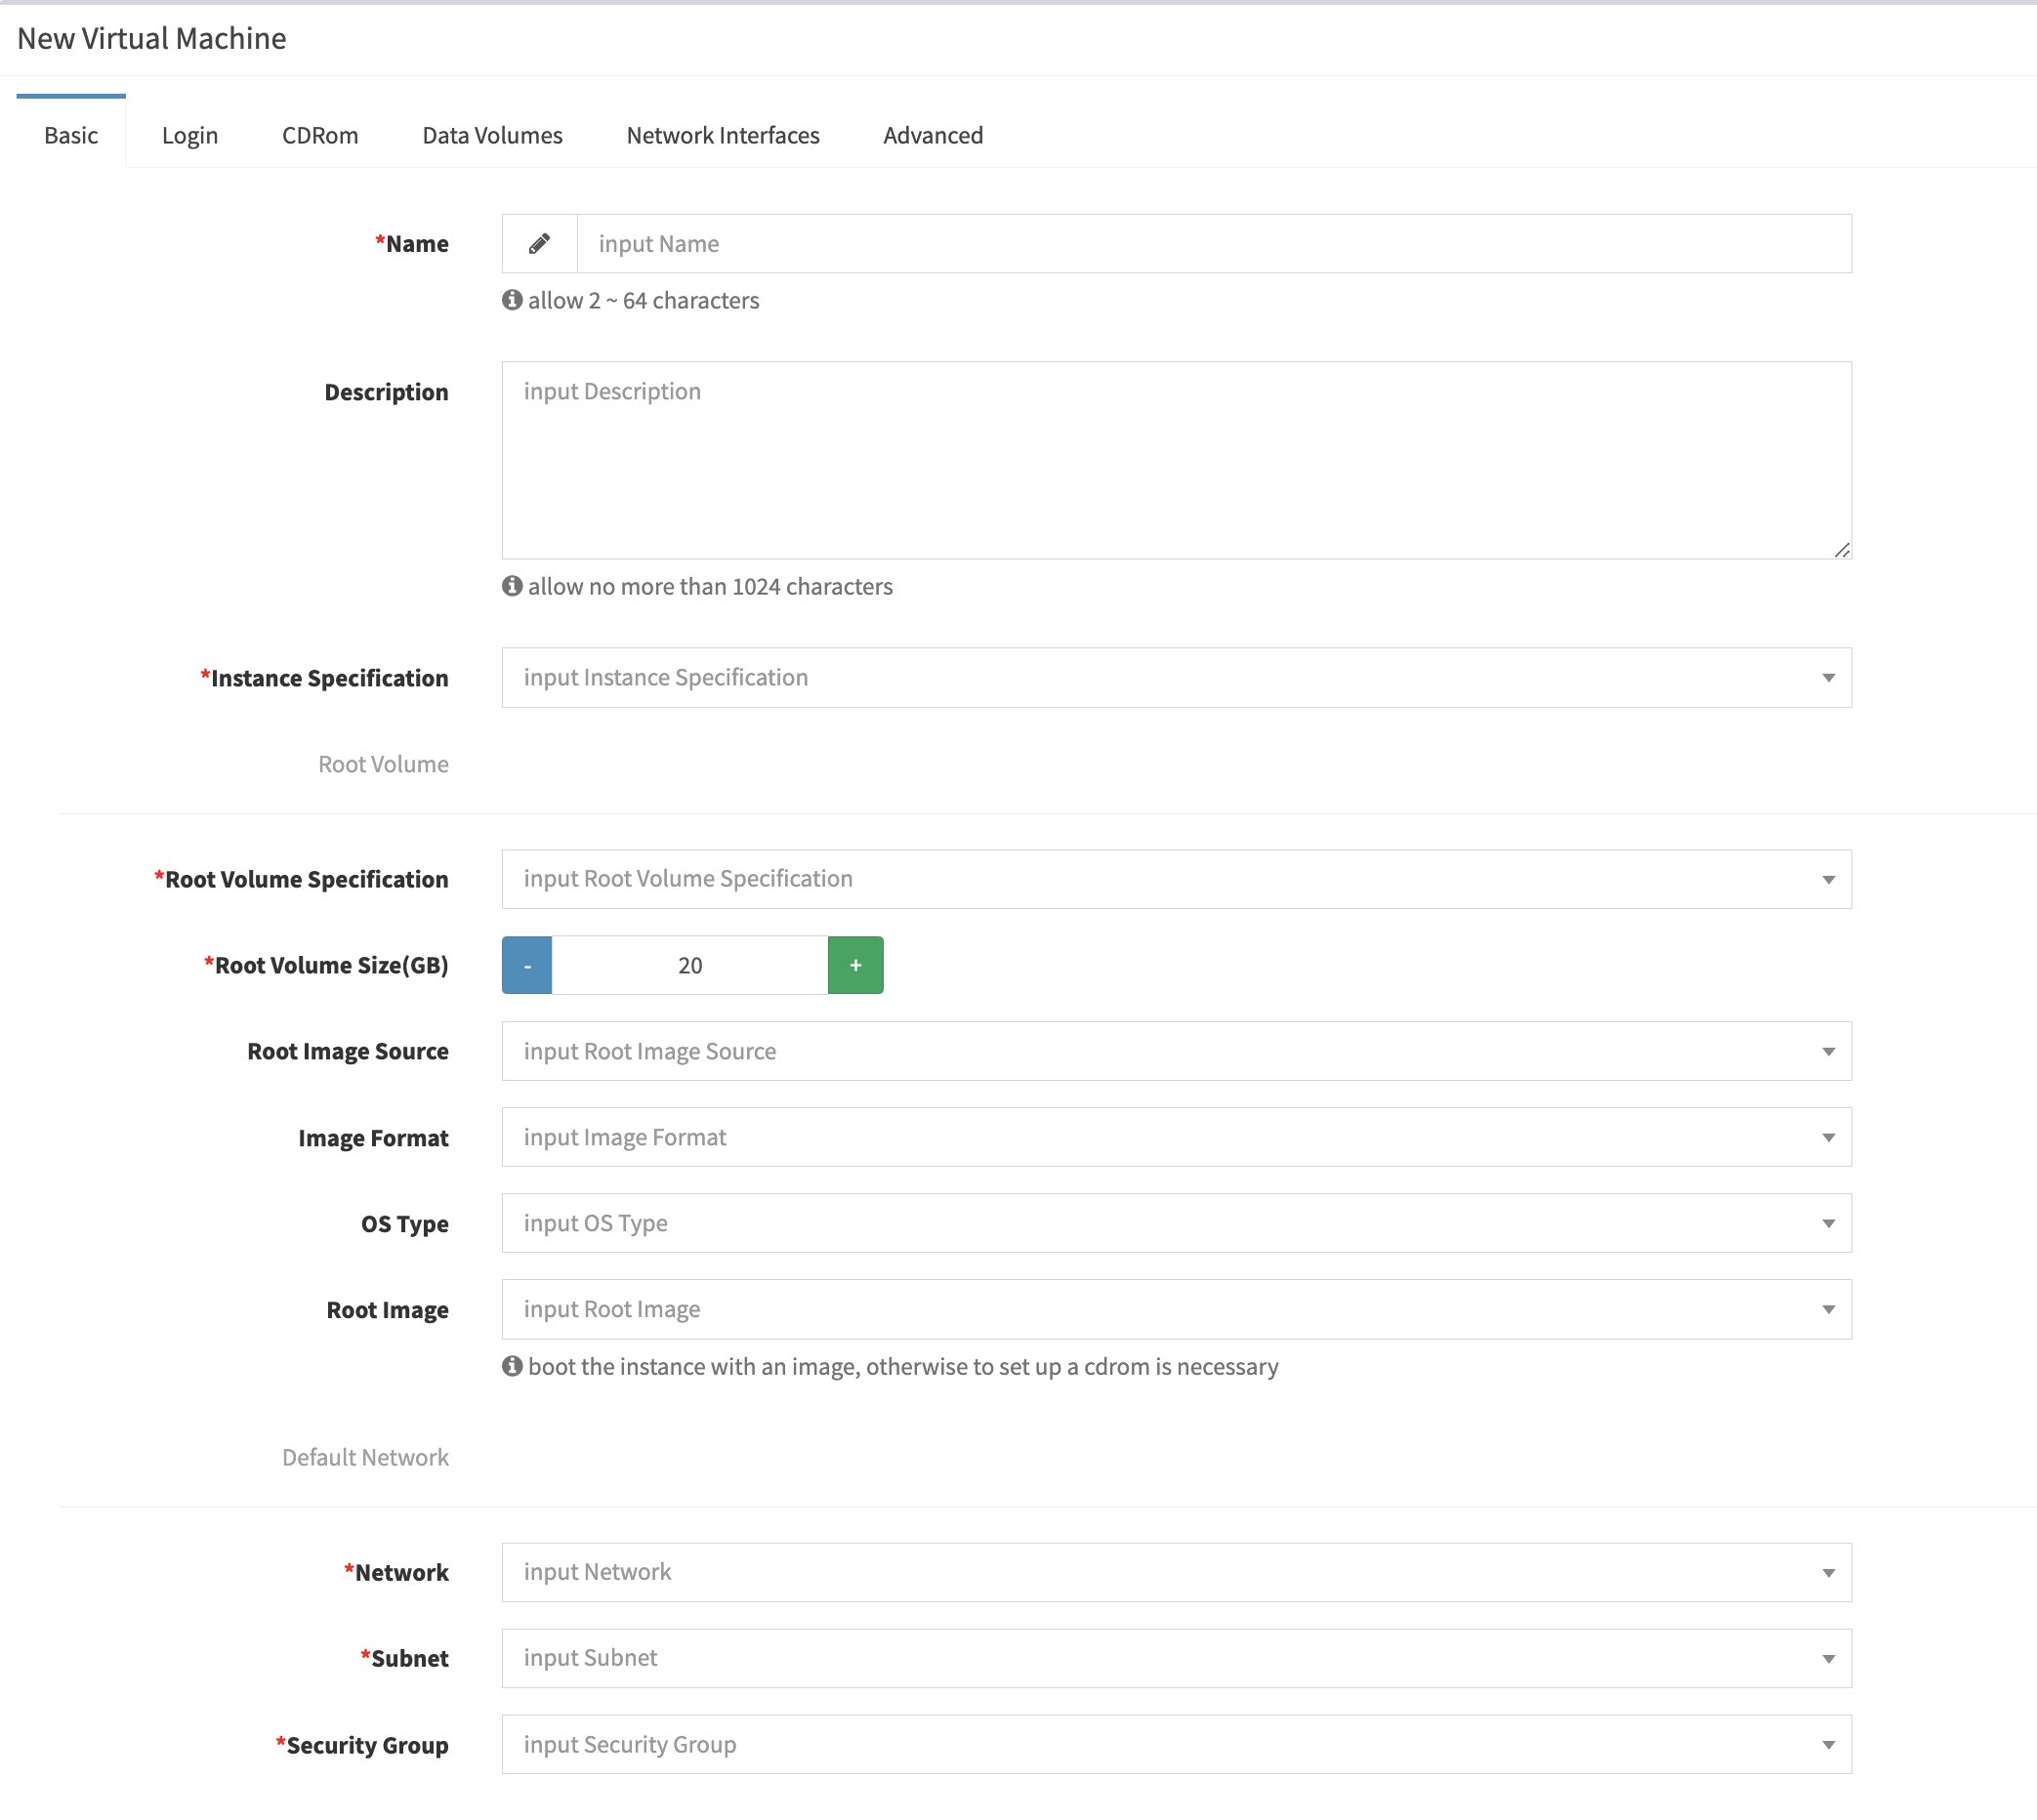 New Virtual Machine
Basic Login CDRom Data Volumes Network Interfaces Advanced
*Name input Name
allow 2 ~ 64 characters
Description input Description
allow no more than 1024 characters
*Instance Specification input Instance Specification
Root Volume
*Root Volume Specification input Root Volume Specification
*Root Volume Size(GB) - 20 +
Root Image Source input Root Image Source
Image Format input Image Format
OS Type input OS Type
Root Image input Root Image
boot the instance with an image, otherwise to set up a cdrom is necessary
Default Network
*Network input Network
*Subnet input Subnet
*Security Group input Security Group